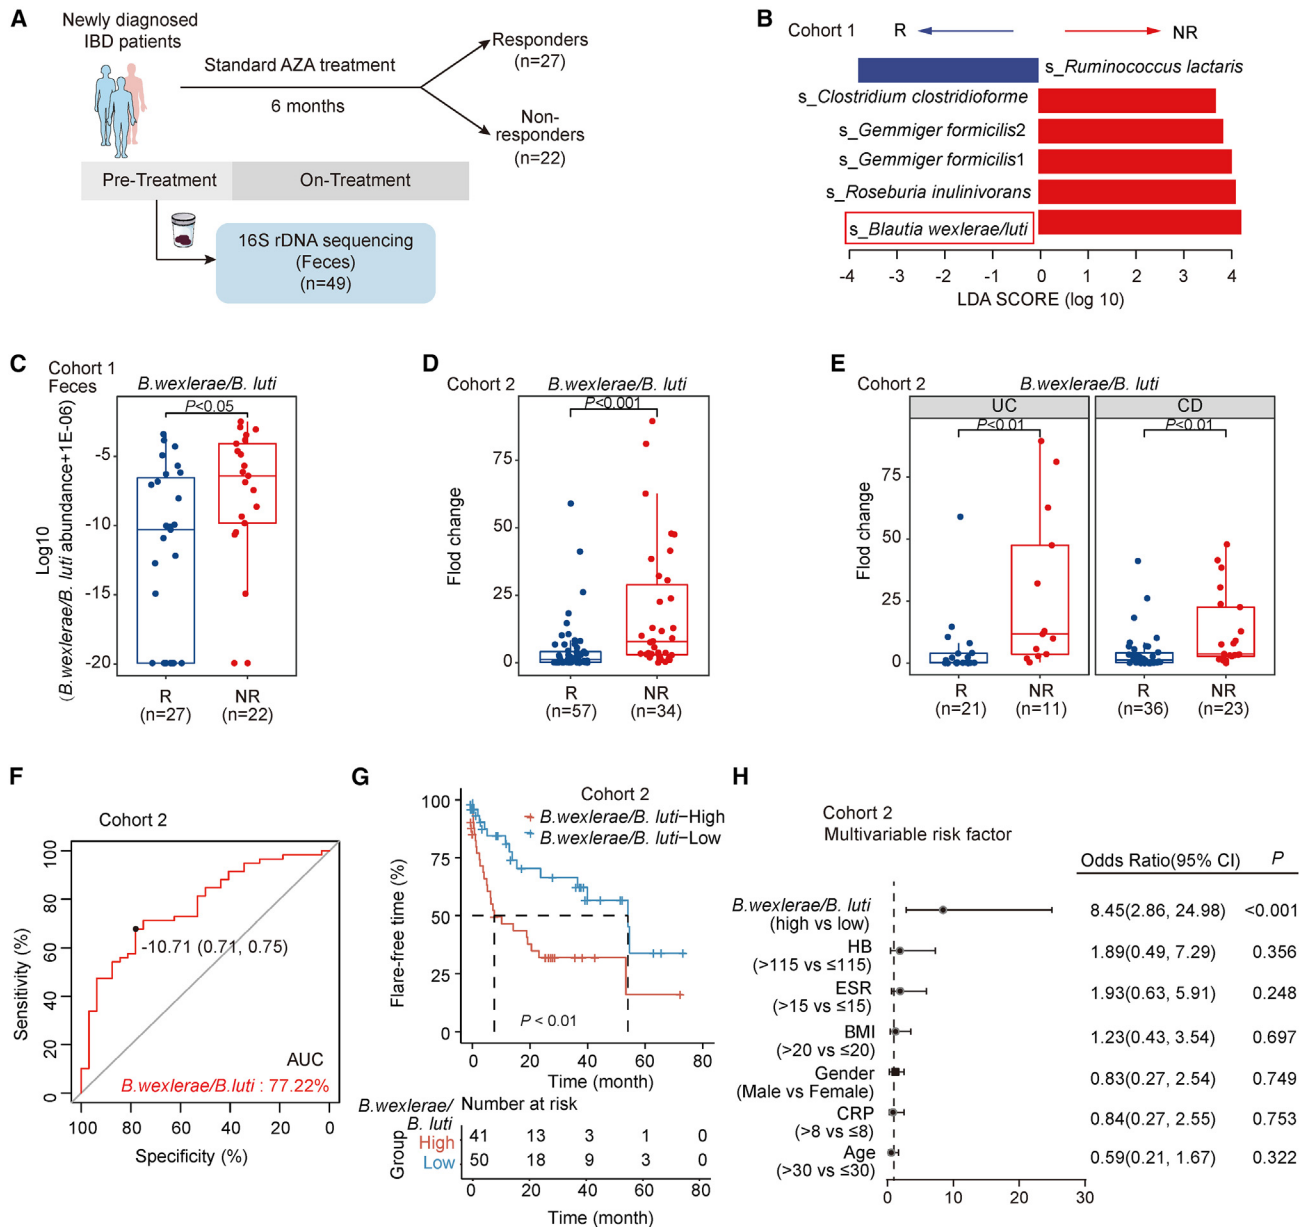 A
Newly diagnosed
IBD patients
Standard AZA treatment
6 months
Responders
(n=27)
Non-
responders
(n=22)
Pre-Treatment
On-Treatment
16S rDNA sequencing
(Feces)
(n=49)
B
Cohort 1
R
NR
s_Ruminococcus lactaris
s_Clostridium clostridioforme
s_Gemmiger formicilis2
s_Gemmiger formicilis1
s_Roseburia inulinivorans
s_Blautia wexlerae/luti
-4 -3 -2 -1 0 1 2 3 4
LDA SCORE (log 10)
C
Cohort 1
Feces
B.wexlerae/B. luti
P<0.05
Log10
(B.wexlerae/B. luti abundance+1E-06)
-5
-10
-15
-20
R
(n=27)
NR
(n=22)
D
Cohort 2
B.wexlerae/B. luti
P<0.001
Flod change
75
50
25
0
R
(n=57)
NR
(n=34)
E
Cohort 2
B.wexlerae/B. luti
UC
CD
P<0.01
P<0.01
Flod change
75
50
25
0
R
(n=21)
NR
(n=11)
R
(n=36)
NR
(n=23)
F
Cohort 2
Sensitivity (%)
100
80
60
40
20
0
-10.71 (0.71, 0.75)
AUC
B.wexlerae/B.luti : 77.22%
100 80 60 40 20 0
Specificity (%)
G
Cohort 2
B.wexlerae/B. luti−High
B.wexlerae/B. luti−Low
Flare-free time (%)
100
75
50
25
0
P < 0.01
0 20 40 60 80
Time (month)
B.wexlerae/
B. luti
Number at risk
Group
High 41 13 3 1 0
Low 50 18 9 3 0
0 20 40 60 80
Time (month)
H
Cohort 2
Multivariable risk factor
Odds Ratio(95% CI) P
B.wexlerae/B. luti
(high vs low)
8.45(2.86, 24.98) <0.001
HB
(>115 vs ≤115)
1.89(0.49, 7.29) 0.356
ESR
(>15 vs ≤15)
1.93(0.63, 5.91) 0.248
BMI
(>20 vs ≤20)
1.23(0.43, 3.54) 0.697
Gender
(Male vs Female)
0.83(0.27, 2.54) 0.749
CRP
(>8 vs ≤8)
0.84(0.27, 2.55) 0.753
Age
(>30 vs ≤30)
0.59(0.21, 1.67) 0.322
0 10 20 30